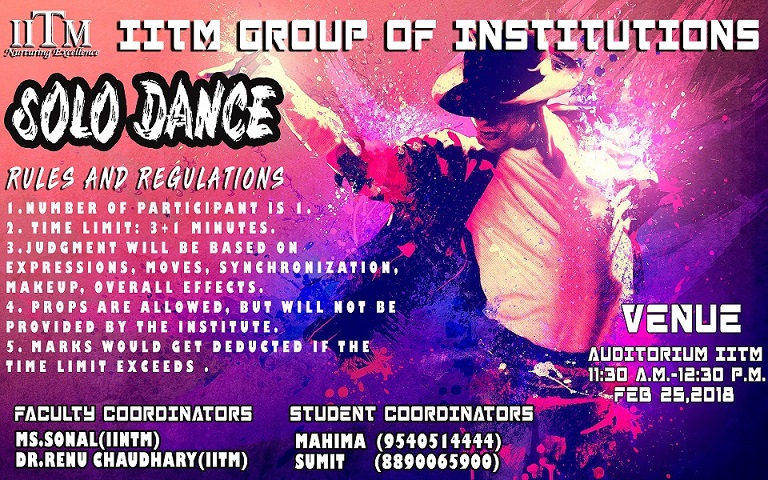 IITM
Nurturing Excellence
IITM GROUP OF INSTITUTIONS
SOLO DANCE
RULES AND REGULATIONS
1.NUMBER OF PARTICIPANT IS 1.
2. TIME LIMIT: 3+1 MINUTES.
3.JUDGMENT WILL BE BASED ON
EXPRESSIONS, MOVES, SYNCHRONIZATION,
MAKEUP, OVERALL EFFECTS.
4. PROPS ARE ALLOWED, BUT WILL NOT BE
PROVIDED BY THE INSTITUTE.
5. MARKS WOULD GET DEDUCTED IF THE
TIME LIMIT EXCEEDS .
VENUE
AUDITORIUM IITM
11:30 A.M.-12:30 P.M.
FEB 25,2018
FACULTY COORDINATORS
MS.SONAL(IINTM)
DR.RENU CHAUDHARY(IITM)
STUDENT COORDINATORS
MAHIMA (9540514444)
SUMIT (8890065900)